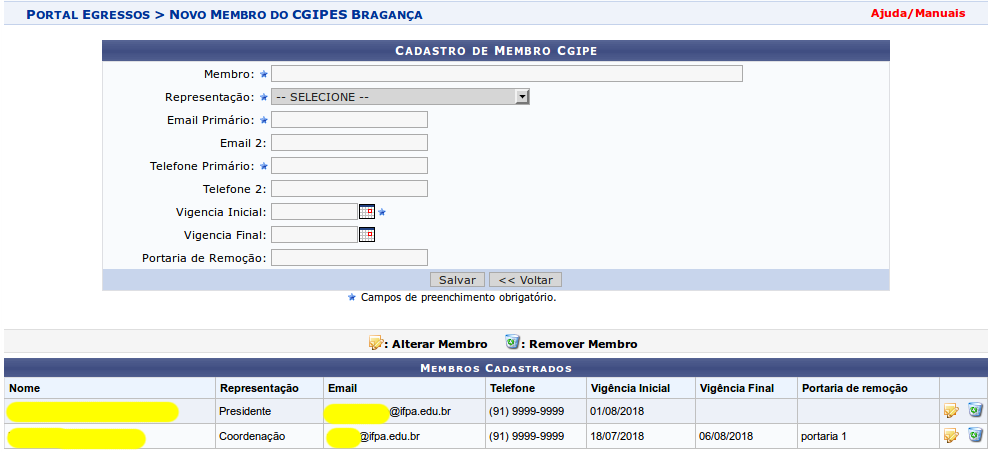 Portal Egressos > Novo Membro do CGIPES Bragança
Ajuda/Manuais
Cadastro de Membro Cgipe
Membro:
Representação: -- SELECIONE --
Email Primário:
Email 2:
Telefone Primário:
Telefone 2:
Vigencia Inicial:
Vigencia Final:
Portaria de Remoção:
Salvar << Voltar
Campos de preenchimento obrigatório.
: Alterar Membro : Remover Membro
Membros Cadastrados
Nome Representação Email Telefone Vigência Inicial Vigência Final Portaria de remoção
Presidente @ifpa.edu.br (91) 9999-9999 01/08/2018
Coordenação @ifpa.edu.br (91) 9999-9999 18/07/2018 06/08/2018 portaria 1